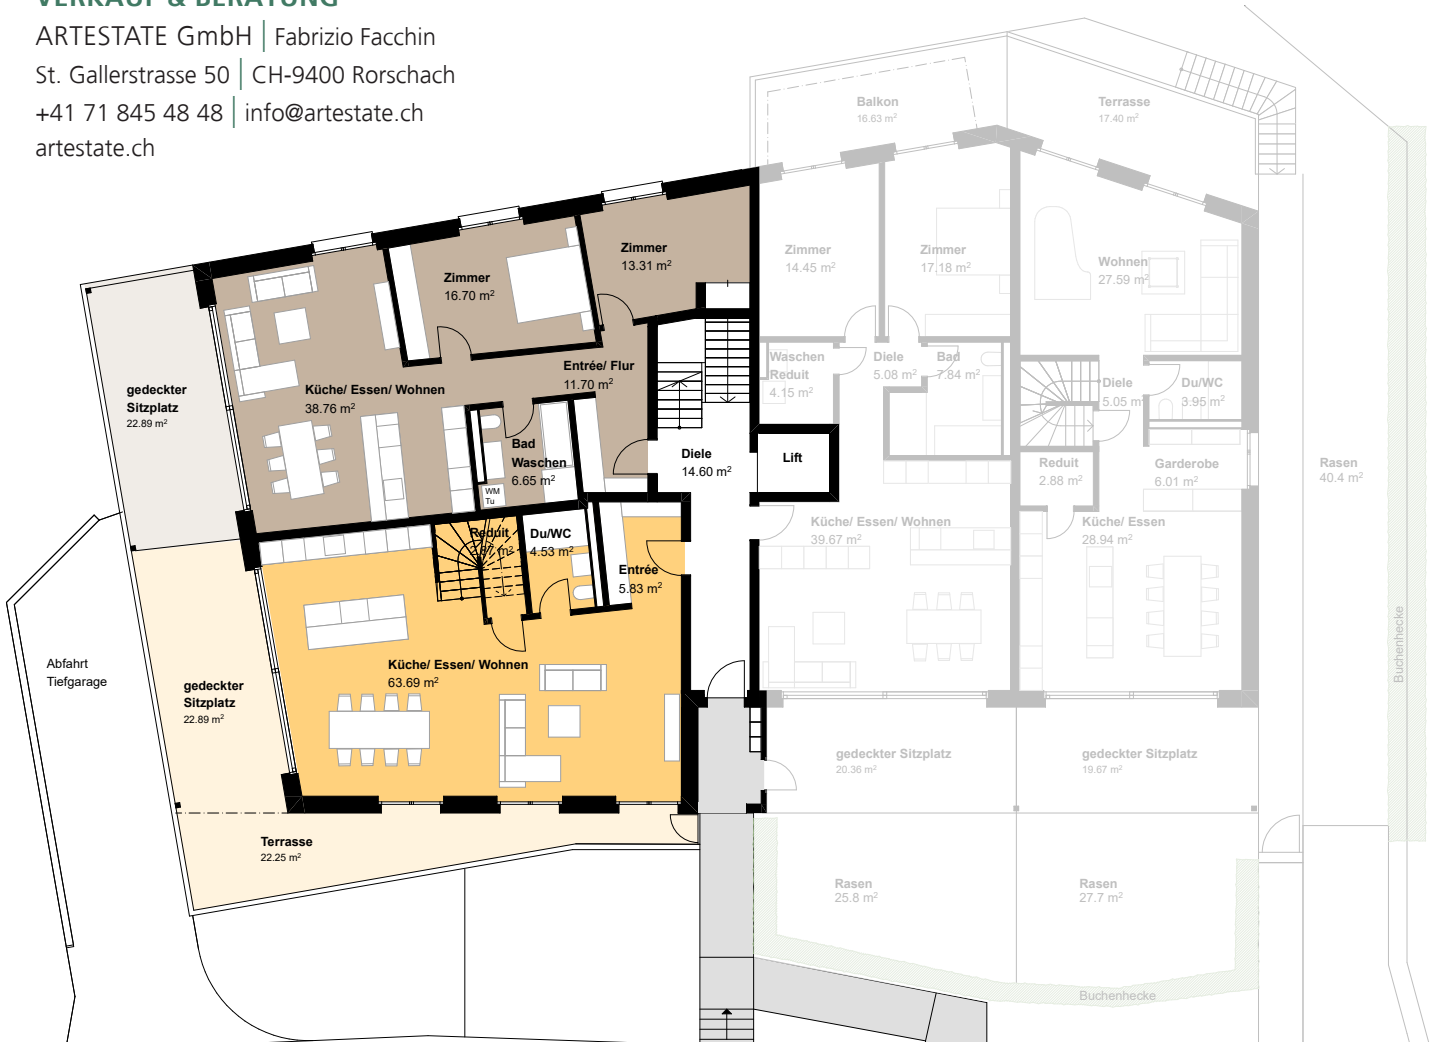 VERKAUF & BERATUNG
ARTESTATE GmbH | Fabrizio Facchin
St. Gallerstrasse 50 | CH-9400 Rorschach
+41 71 845 48 48 | info@artestate.ch
artestate.ch
Balkon
16.63 m²
Terrasse
17.40 m²
Zimmer
13.31 m²
Zimmer
16.70 m²
Zimmer
14.45 m²
Zimmer
17.18 m²
Wohnen
27.59 m²
gedeckter
Sitzplatz
22.89 m²
Küche/ Essen/ Wohnen
38.76 m²
Entrée/ Flur
11.70 m²
Waschen
Reduit
4.15 m²
Diele
5.08 m²
Bad
7.84 m²
Diele
5.05 m²
Du/WC
3.95 m²
Bad
Waschen
6.65 m²
WM
Tu
Diele
14.60 m²
Lift
Reduit
2.88 m²
Garderobe
6.01 m²
Rasen
40.4 m²
Reduit
Du/WC
4.53 m²
Entrée
5.83 m²
Küche/ Essen/ Wohnen
39.67 m²
Küche/ Essen
28.94 m²
Buchenhecke
Abfahrt
Tiefgarage
gedeckter
Sitzplatz
22.89 m²
Küche/ Essen/ Wohnen
63.69 m²
gedeckter Sitzplatz
20.36 m²
gedeckter Sitzplatz
19.67 m²
Terrasse
22.25 m²
Rasen
25.8 m²
Rasen
27.7 m²
Buchenhecke